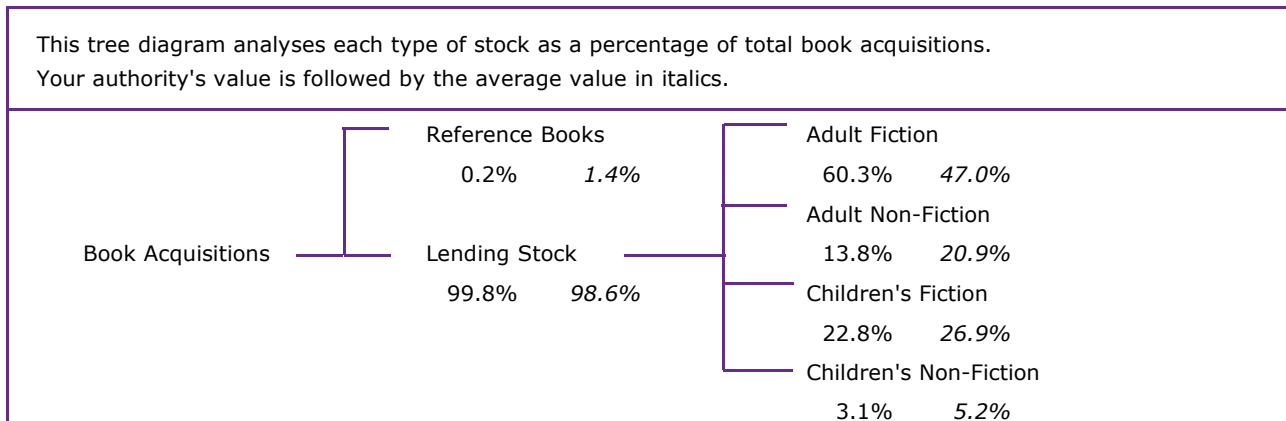 This tree diagram analyses each type of stock as a percentage of total book acquisitions.
Your authority's value is followed by the average value in italics.
Reference Books
0.2% 1.4%
Book Acquisitions
Lending Stock
99.8% 98.6%
Adult Fiction
60.3% 47.0%
Adult Non-Fiction
13.8% 20.9%
Children's Fiction
22.8% 26.9%
Children's Non-Fiction
3.1% 5.2%